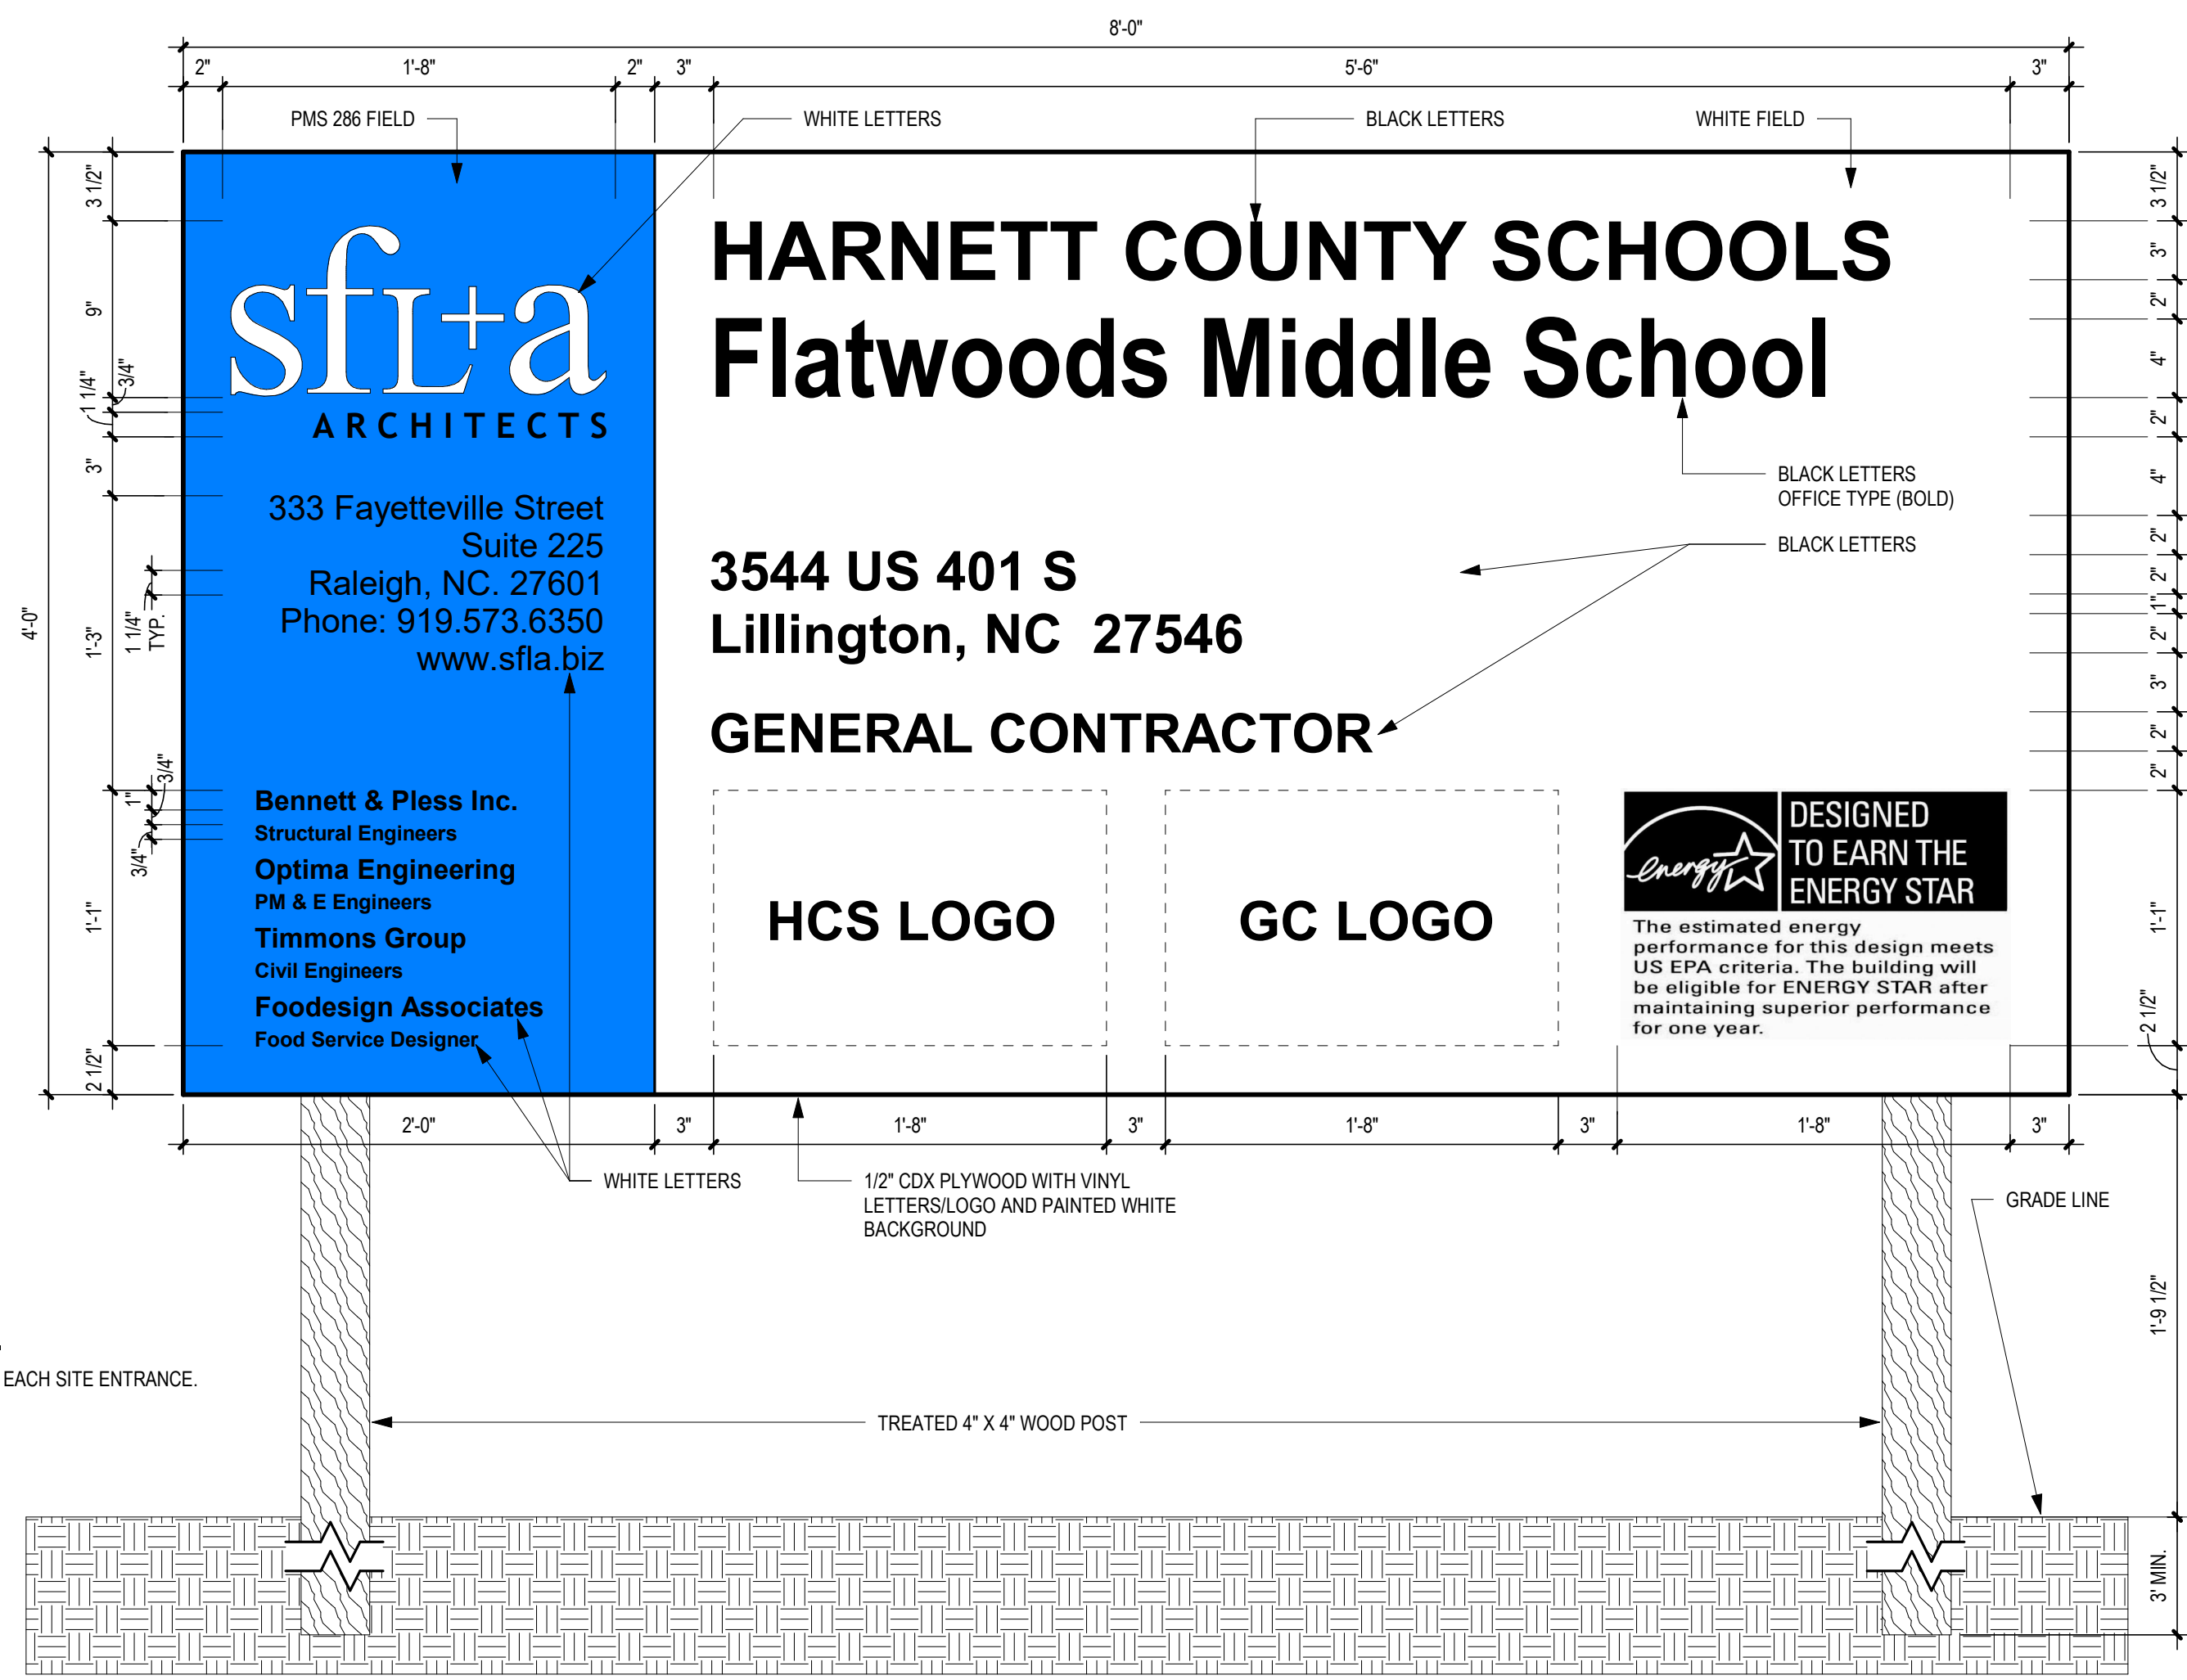 8'-0"
2" 1'-8" 2" 3" 5'-6" 3"
PMS 286 FIELD
WHITE LETTERS
BLACK LETTERS
WHITE FIELD
sfL+a
ARCHITECTS
333 Fayetteville Street
Suite 225
Raleigh, NC. 27601
Phone: 919.573.6350
www.sfla.biz
Bennett & Pless Inc.
Structural Engineers
Optima Engineering
PM & E Engineers
Timmons Group
Civil Engineers
Foodesign Associates
Food Service Designer
HARNETT COUNTY SCHOOLS
Flatwoods Middle School
BLACK LETTERS
OFFICE TYPE (BOLD)
BLACK LETTERS
3544 US 401 S
Lillington, NC 27546
GENERAL CONTRACTOR
HCS LOGO
GC LOGO
energy
DESIGNED
TO EARN THE
ENERGY STAR
The estimated energy
performance for this design meets
US EPA criteria. The building will
be eligible for ENERGY STAR after
maintaining superior performance
for one year.
4'-0"
3 1/2"
9"
3/4"
1 1/4"
3"
1'-3"
1 1/4"
TYP.
3/4"
1"
3/4"
1'-1"
2 1/2"
3 1/2"
3"
2"
4"
2"
4"
2"
2"
1"
2"
3"
2"
2"
1'-1"
2 1/2"
1'-9 1/2"
3' MIN.
2'-0" 3" 1'-8" 3" 1'-8" 3" 1'-8" 3"
WHITE LETTERS
1/2" CDX PLYWOOD WITH VINYL
LETTERS/LOGO AND PAINTED WHITE
BACKGROUND
GRADE LINE
EACH SITE ENTRANCE.
TREATED 4" X 4" WOOD POST